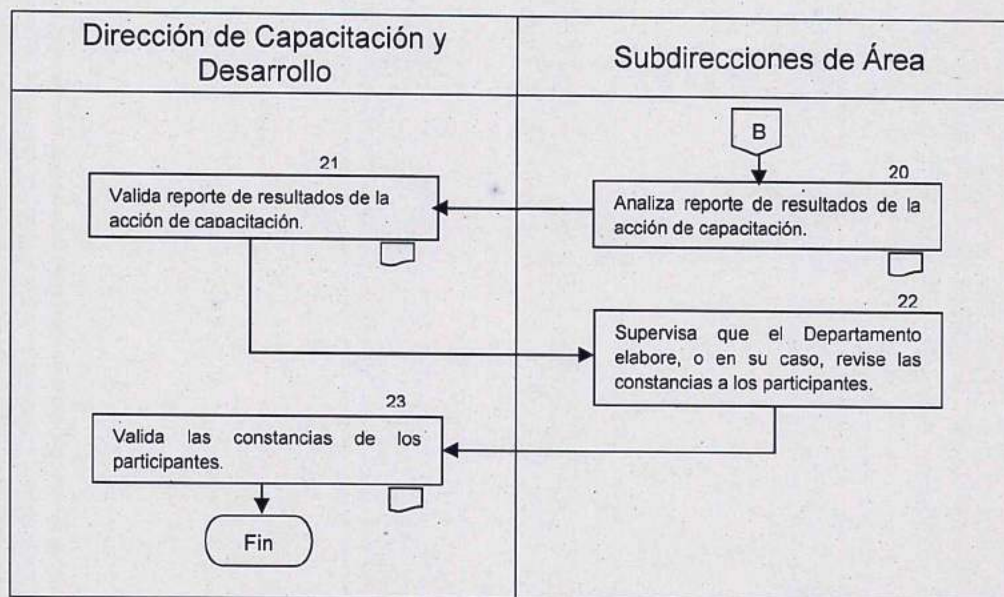 Dirección de Capacitación y
Desarrollo
Subdirecciones de Área
B
20
Analiza reporte de resultados de la
acción de capacitación.
21
Valida reporte de resultados de la
acción de capacitación.
22
Supervisa que el Departamento
elabore, o en su caso, revise las
constancias a los participantes.
23
Valida las constancias de los
participantes.
Fin